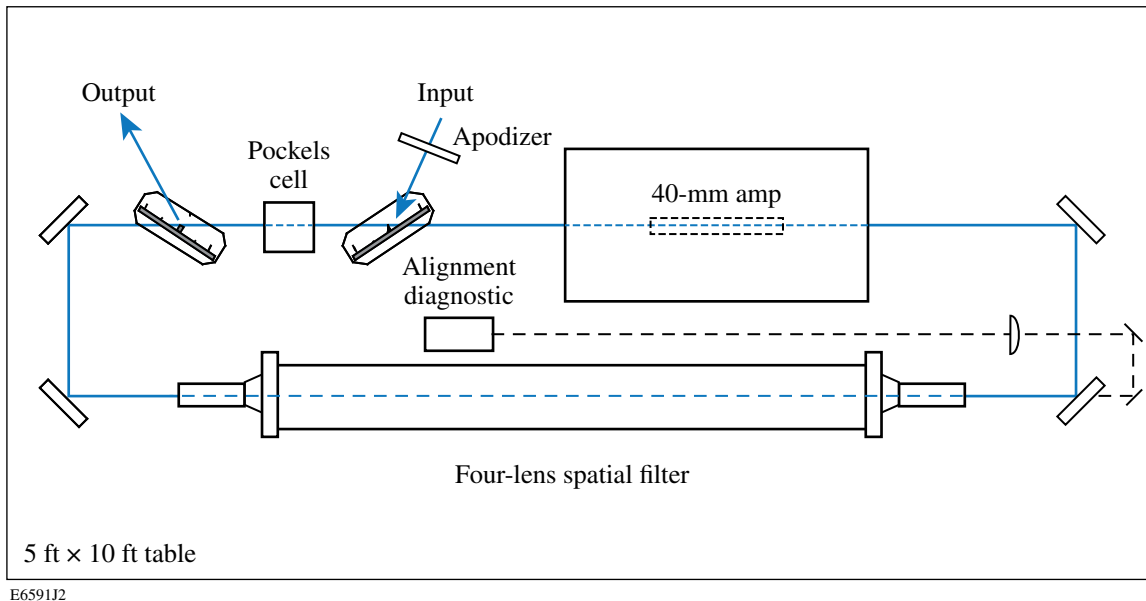 Output
Input
Apodizer
Pockels
cell
40-mm amp
Alignment
diagnostic
Four-lens spatial filter
5 ft × 10 ft table
E6591J2